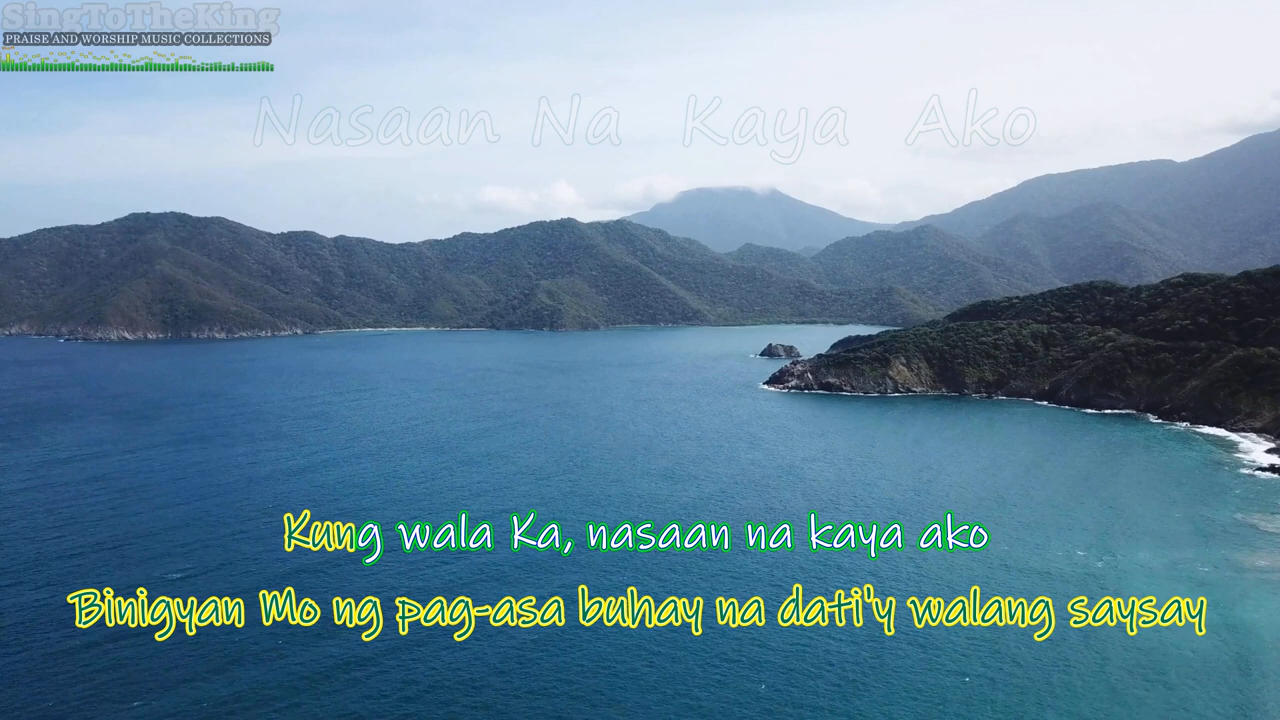 SingToTheKing
PRAISE AND WORSHIP MUSIC COLLECTIONS
Nasaan Na Kaya Ako
Kung wala Ka, nasaan na kaya ako
Binigyan Mo ng pag-asa buhay na dati'y walang saysay